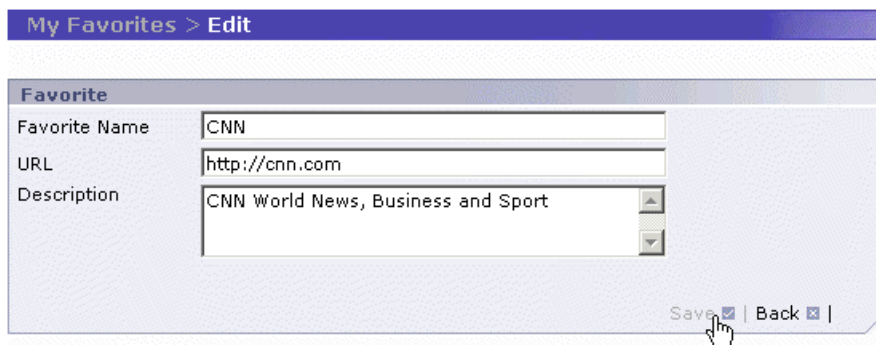 My Favorites > Edit
Favorite
Favorite Name CNN
URL http://cnn.com
Description CNN World News, Business and Sport
Save | Back |